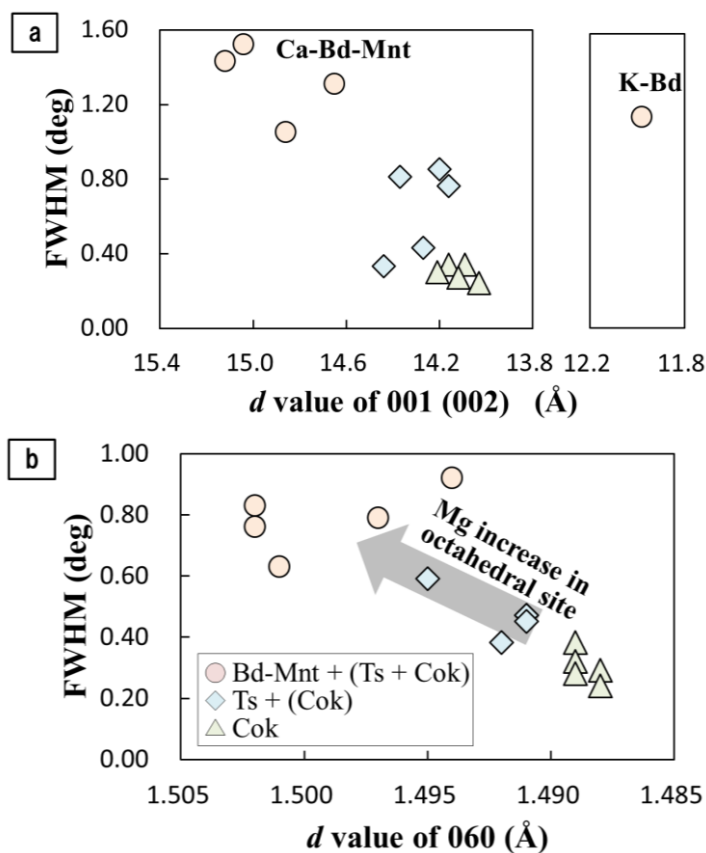 a
1.60
1.20
0.80
0.40
0.00
FWHM (deg)
Ca-Bd-Mnt
K-Bd
15.4 15.0 14.6 14.2 13.8 12.2 11.8
d value of 001 (002) (Å)
b
1.00
0.80
0.60
0.40
0.20
0.00
FWHM (deg)
Mg increase in
octahedral site
Bd-Mnt + (Ts + Cok)
Ts + (Cok)
Cok
1.505 1.500 1.495 1.490 1.485
d value of 060 (Å)